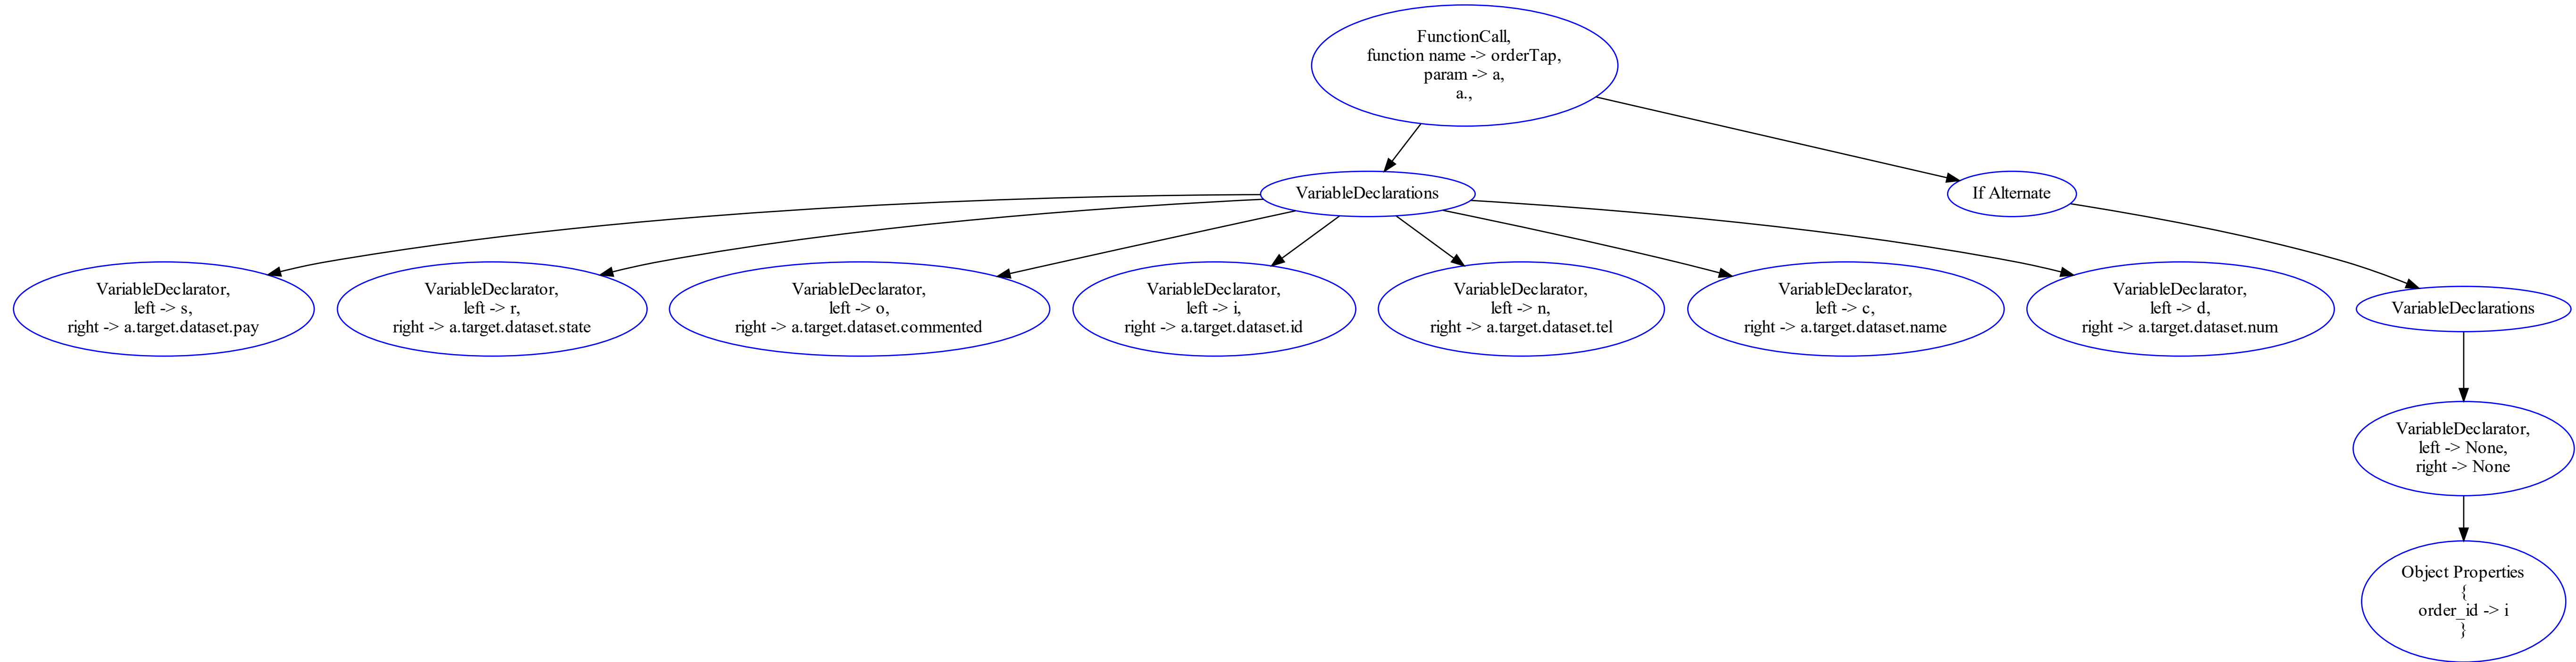 FunctionCall,
function name -> orderTap,
param -> a,
a.,
VariableDeclarations
If Alternate
VariableDeclarator,
left -> s,
right -> a.target.dataset.pay
VariableDeclarator,
left -> r,
right -> a.target.dataset.state
VariableDeclarator,
left -> o,
right -> a.target.dataset.commented
VariableDeclarator,
left -> i,
right -> a.target.dataset.id
VariableDeclarator,
left -> n,
right -> a.target.dataset.tel
VariableDeclarator,
left -> c,
right -> a.target.dataset.name
VariableDeclarator,
left -> d,
right -> a.target.dataset.num
VariableDeclarations
VariableDeclarator,
left -> None,
right -> None
Object Properties
{
order_id -> i
}